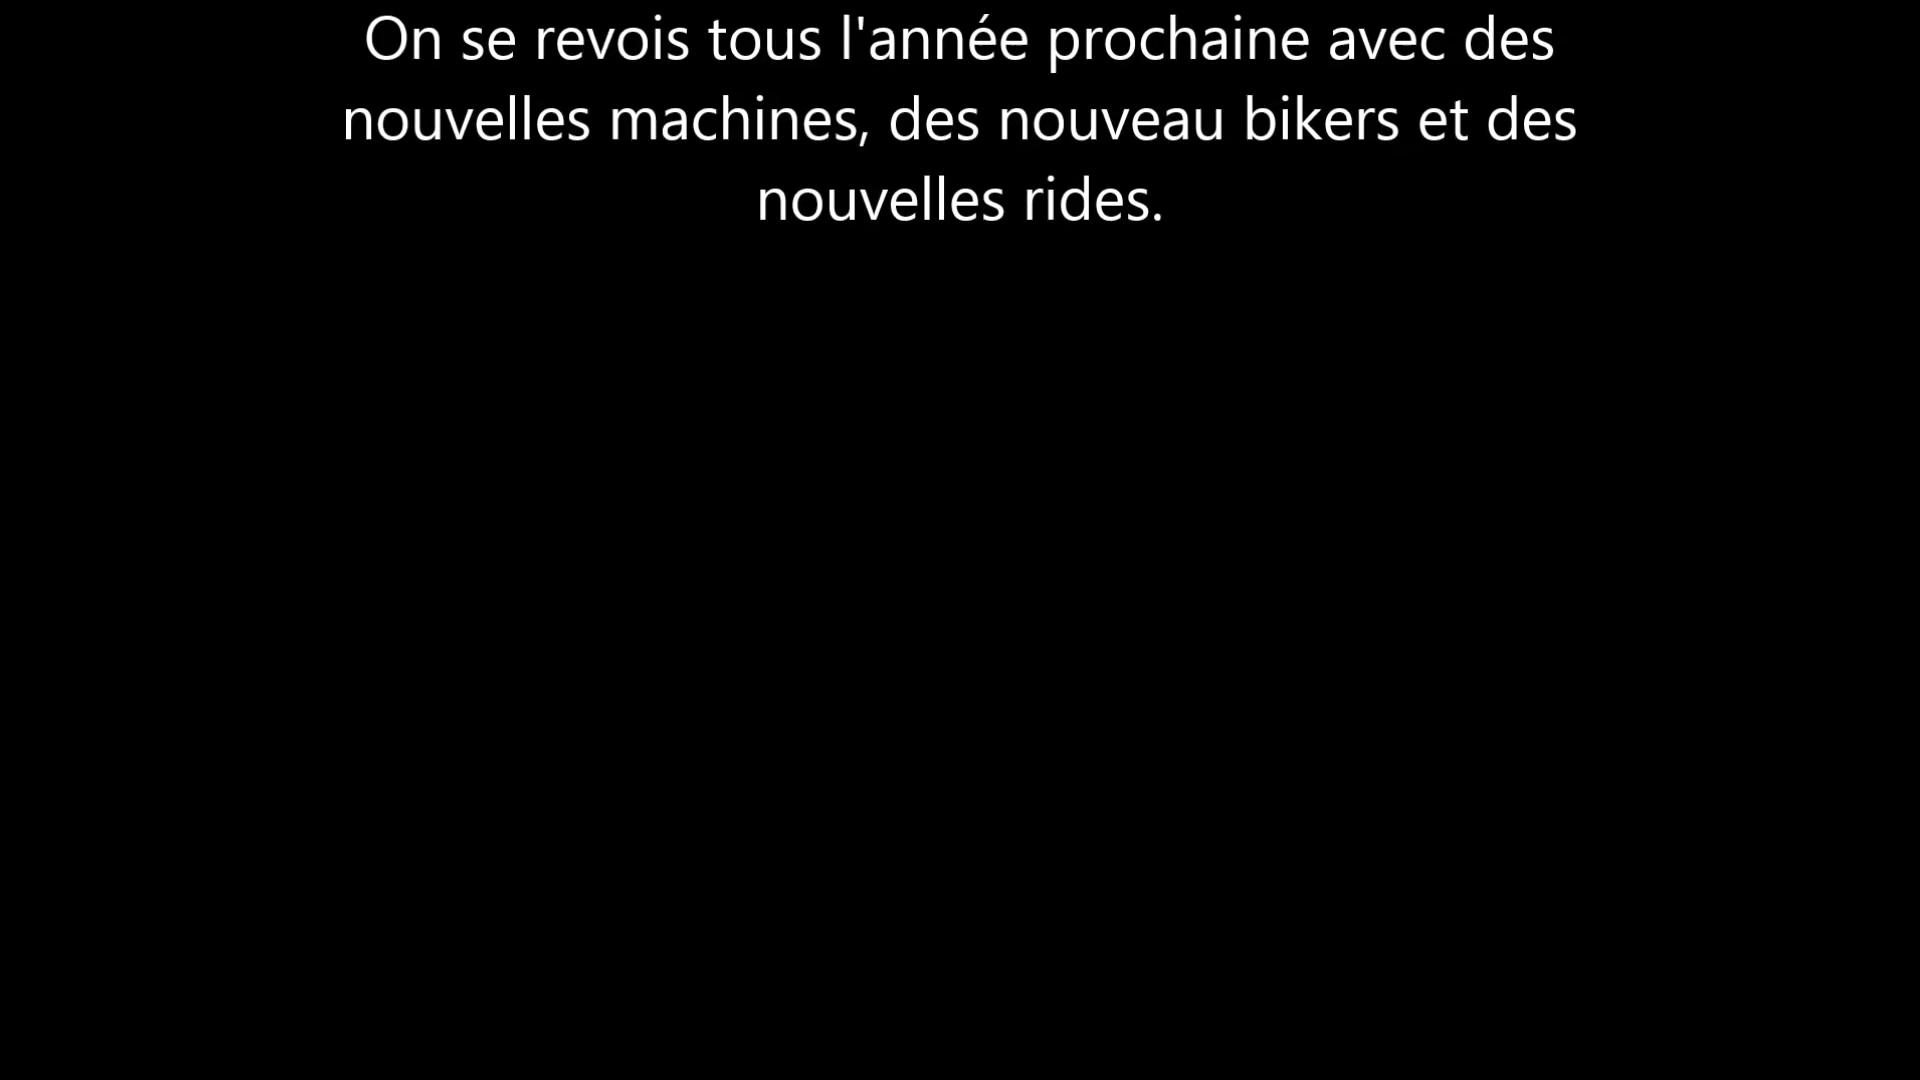 On se revois tous l'année prochaine avec des
nouvelles machines, des nouveau bikers et des
nouvelles rides.